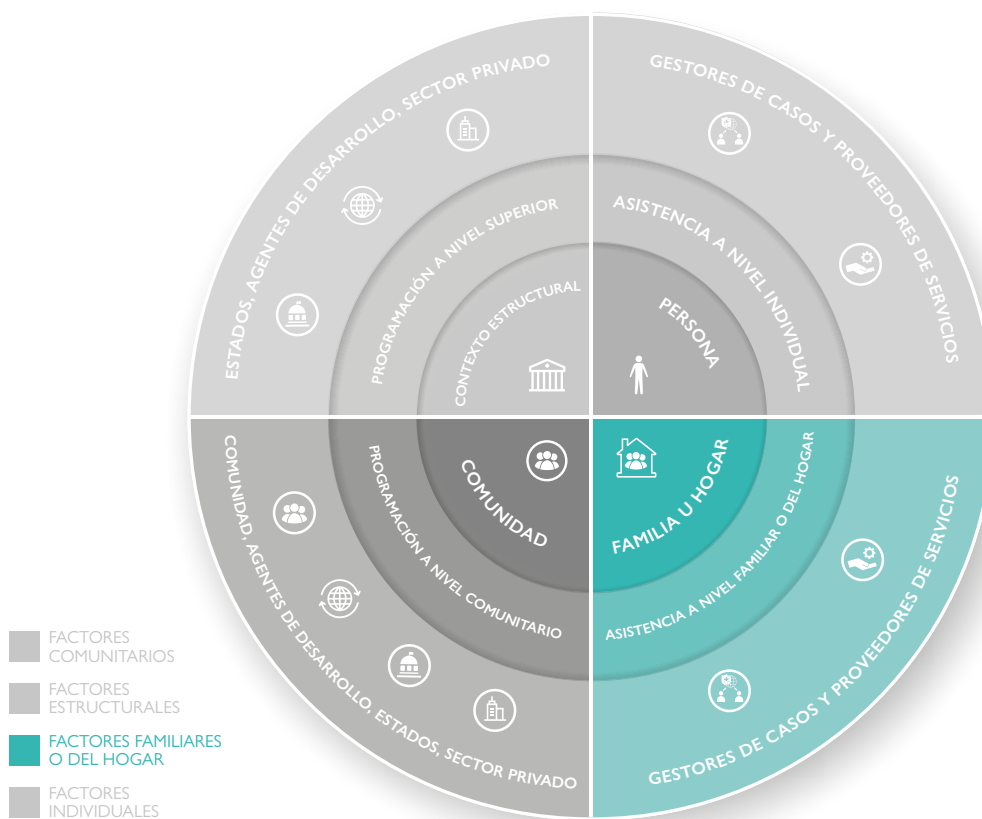 ESTADOS, AGENTES DE DESARROLLO, SECTOR PRIVADO
PROGRAMACIÓN A NIVEL SUPERIOR
CONTEXTO ESTRUCTURAL
GESTORES DE CASOS Y PROVEEDORES DE SERVICIOS
ASISTENCIA A NIVEL INDIVIDUAL
PERSONA
COMUNIDAD
PROGRAMACIÓN A NIVEL COMUNITARIO
COMUNIDAD, AGENTES DE DESARROLLO, ESTADOS, SECTOR PRIVADO
FAMILIA U HOGAR
ASISTENCIA A NIVEL FAMILIAR O DEL HOGAR
GESTORES DE CASOS Y PROVEEDORES DE SERVICIOS
FACTORES
COMUNITARIOS
FACTORES
ESTRUCTURALES
FACTORES FAMILIARES
O DEL HOGAR
FACTORES
INDIVIDUALES